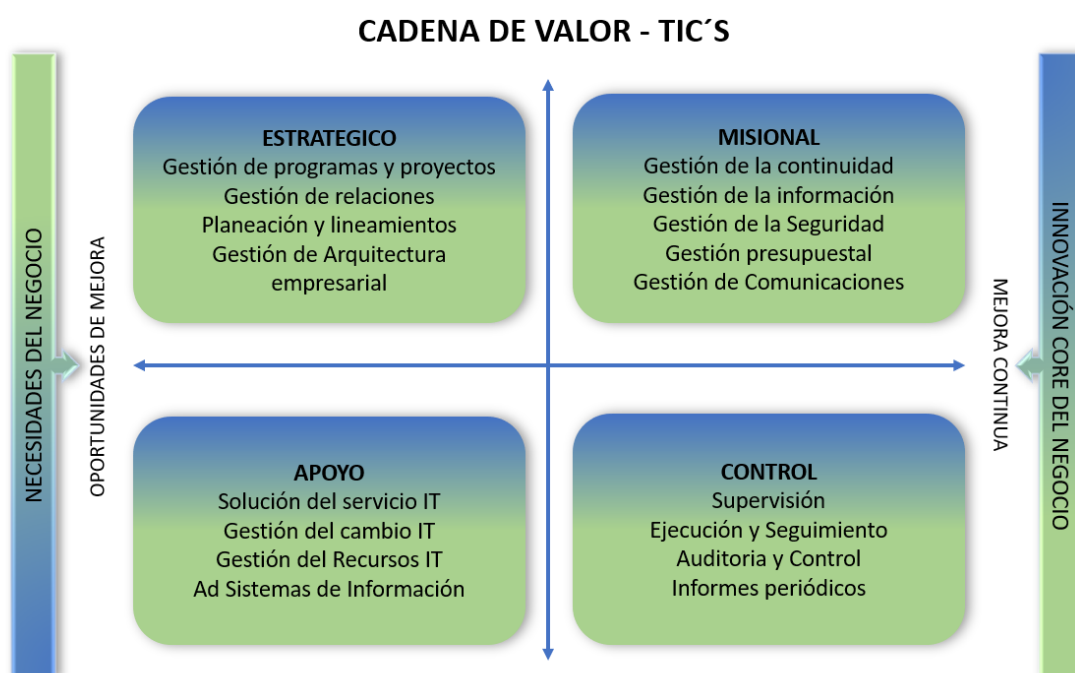 CADENA DE VALOR - TIC´S
NECESIDADES DEL NEGOCIO
OPORTUNIDADES DE MEJORA
ESTRATEGICO
Gestión de programas y proyectos
Gestión de relaciones
Planeación y lineamientos
Gestión de Arquitectura
empresarial
MISIONAL
Gestión de la continuidad
Gestión de la información
Gestión de la Seguridad
Gestión presupuestal
Gestión de Comunicaciones
APOYO
Solución del servicio IT
Gestión del cambio IT
Gestión del Recursos IT
Ad Sistemas de Información
CONTROL
Supervisión
Ejecución y Seguimiento
Auditoria y Control
Informes periódicos
MEJORA CONTINUA
INNOVACIÓN CORE DEL NEGOCIO